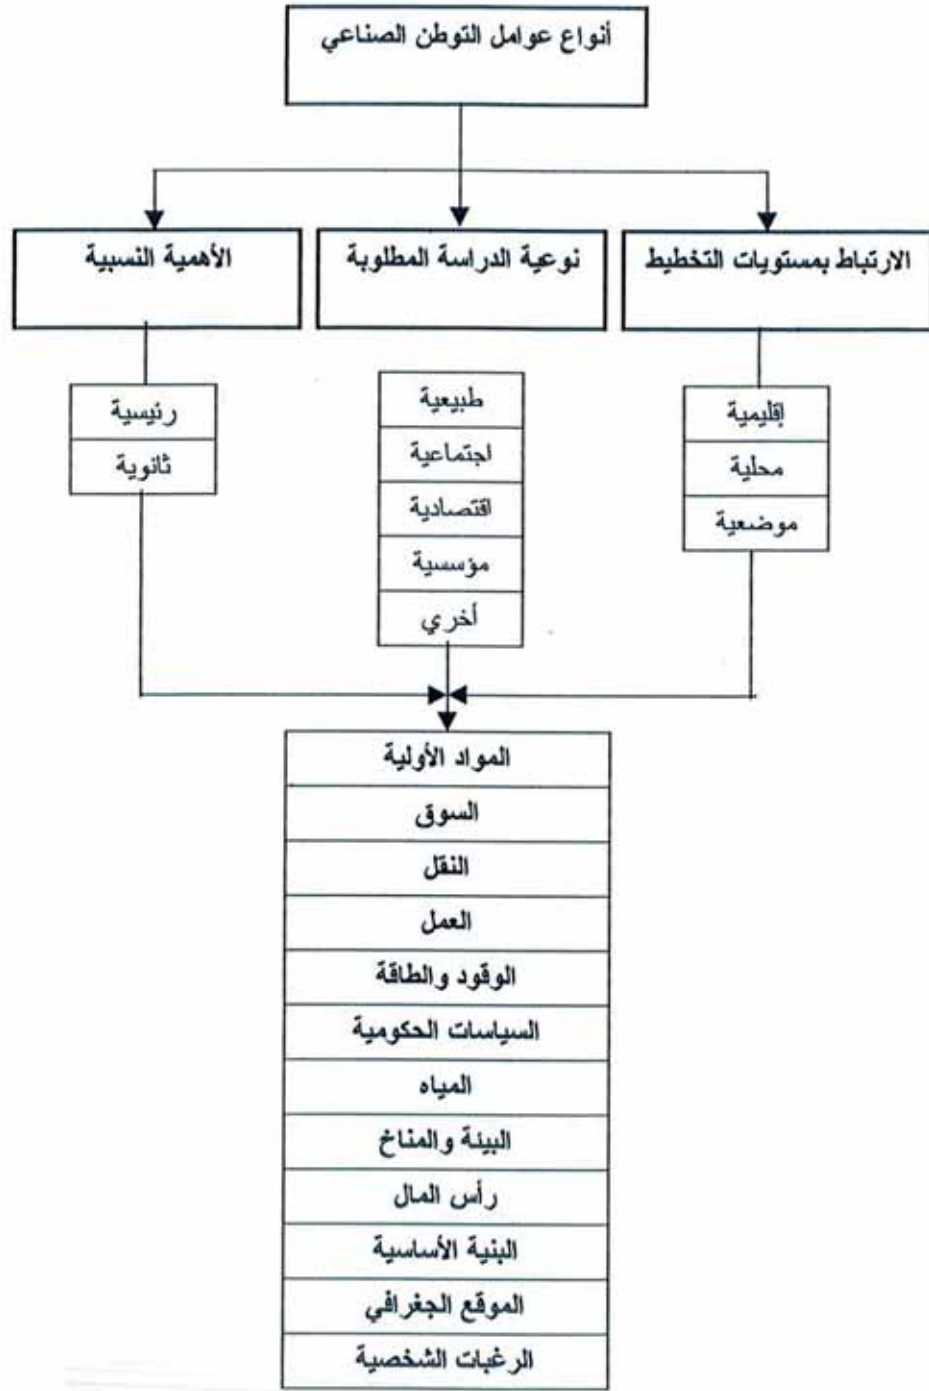 أنواع عوامل التوطن الصناعي
الارتباط بمستويات التخطيط
نوعية الدراسة المطلوبة
الأهمية النسبية
إقليمية
محلية
موضعية
طبيعية
اجتماعية
اقتصادية
مؤسسية
أخري
رئيسية
ثانوية
المواد الأولية
السوق
النقل
العمل
الوقود والطاقة
السياسات الحكومية
المياه
البيئة والمناخ
رأس المال
البنية الأساسية
الموقع الجغرافي
الرغبات الشخصية